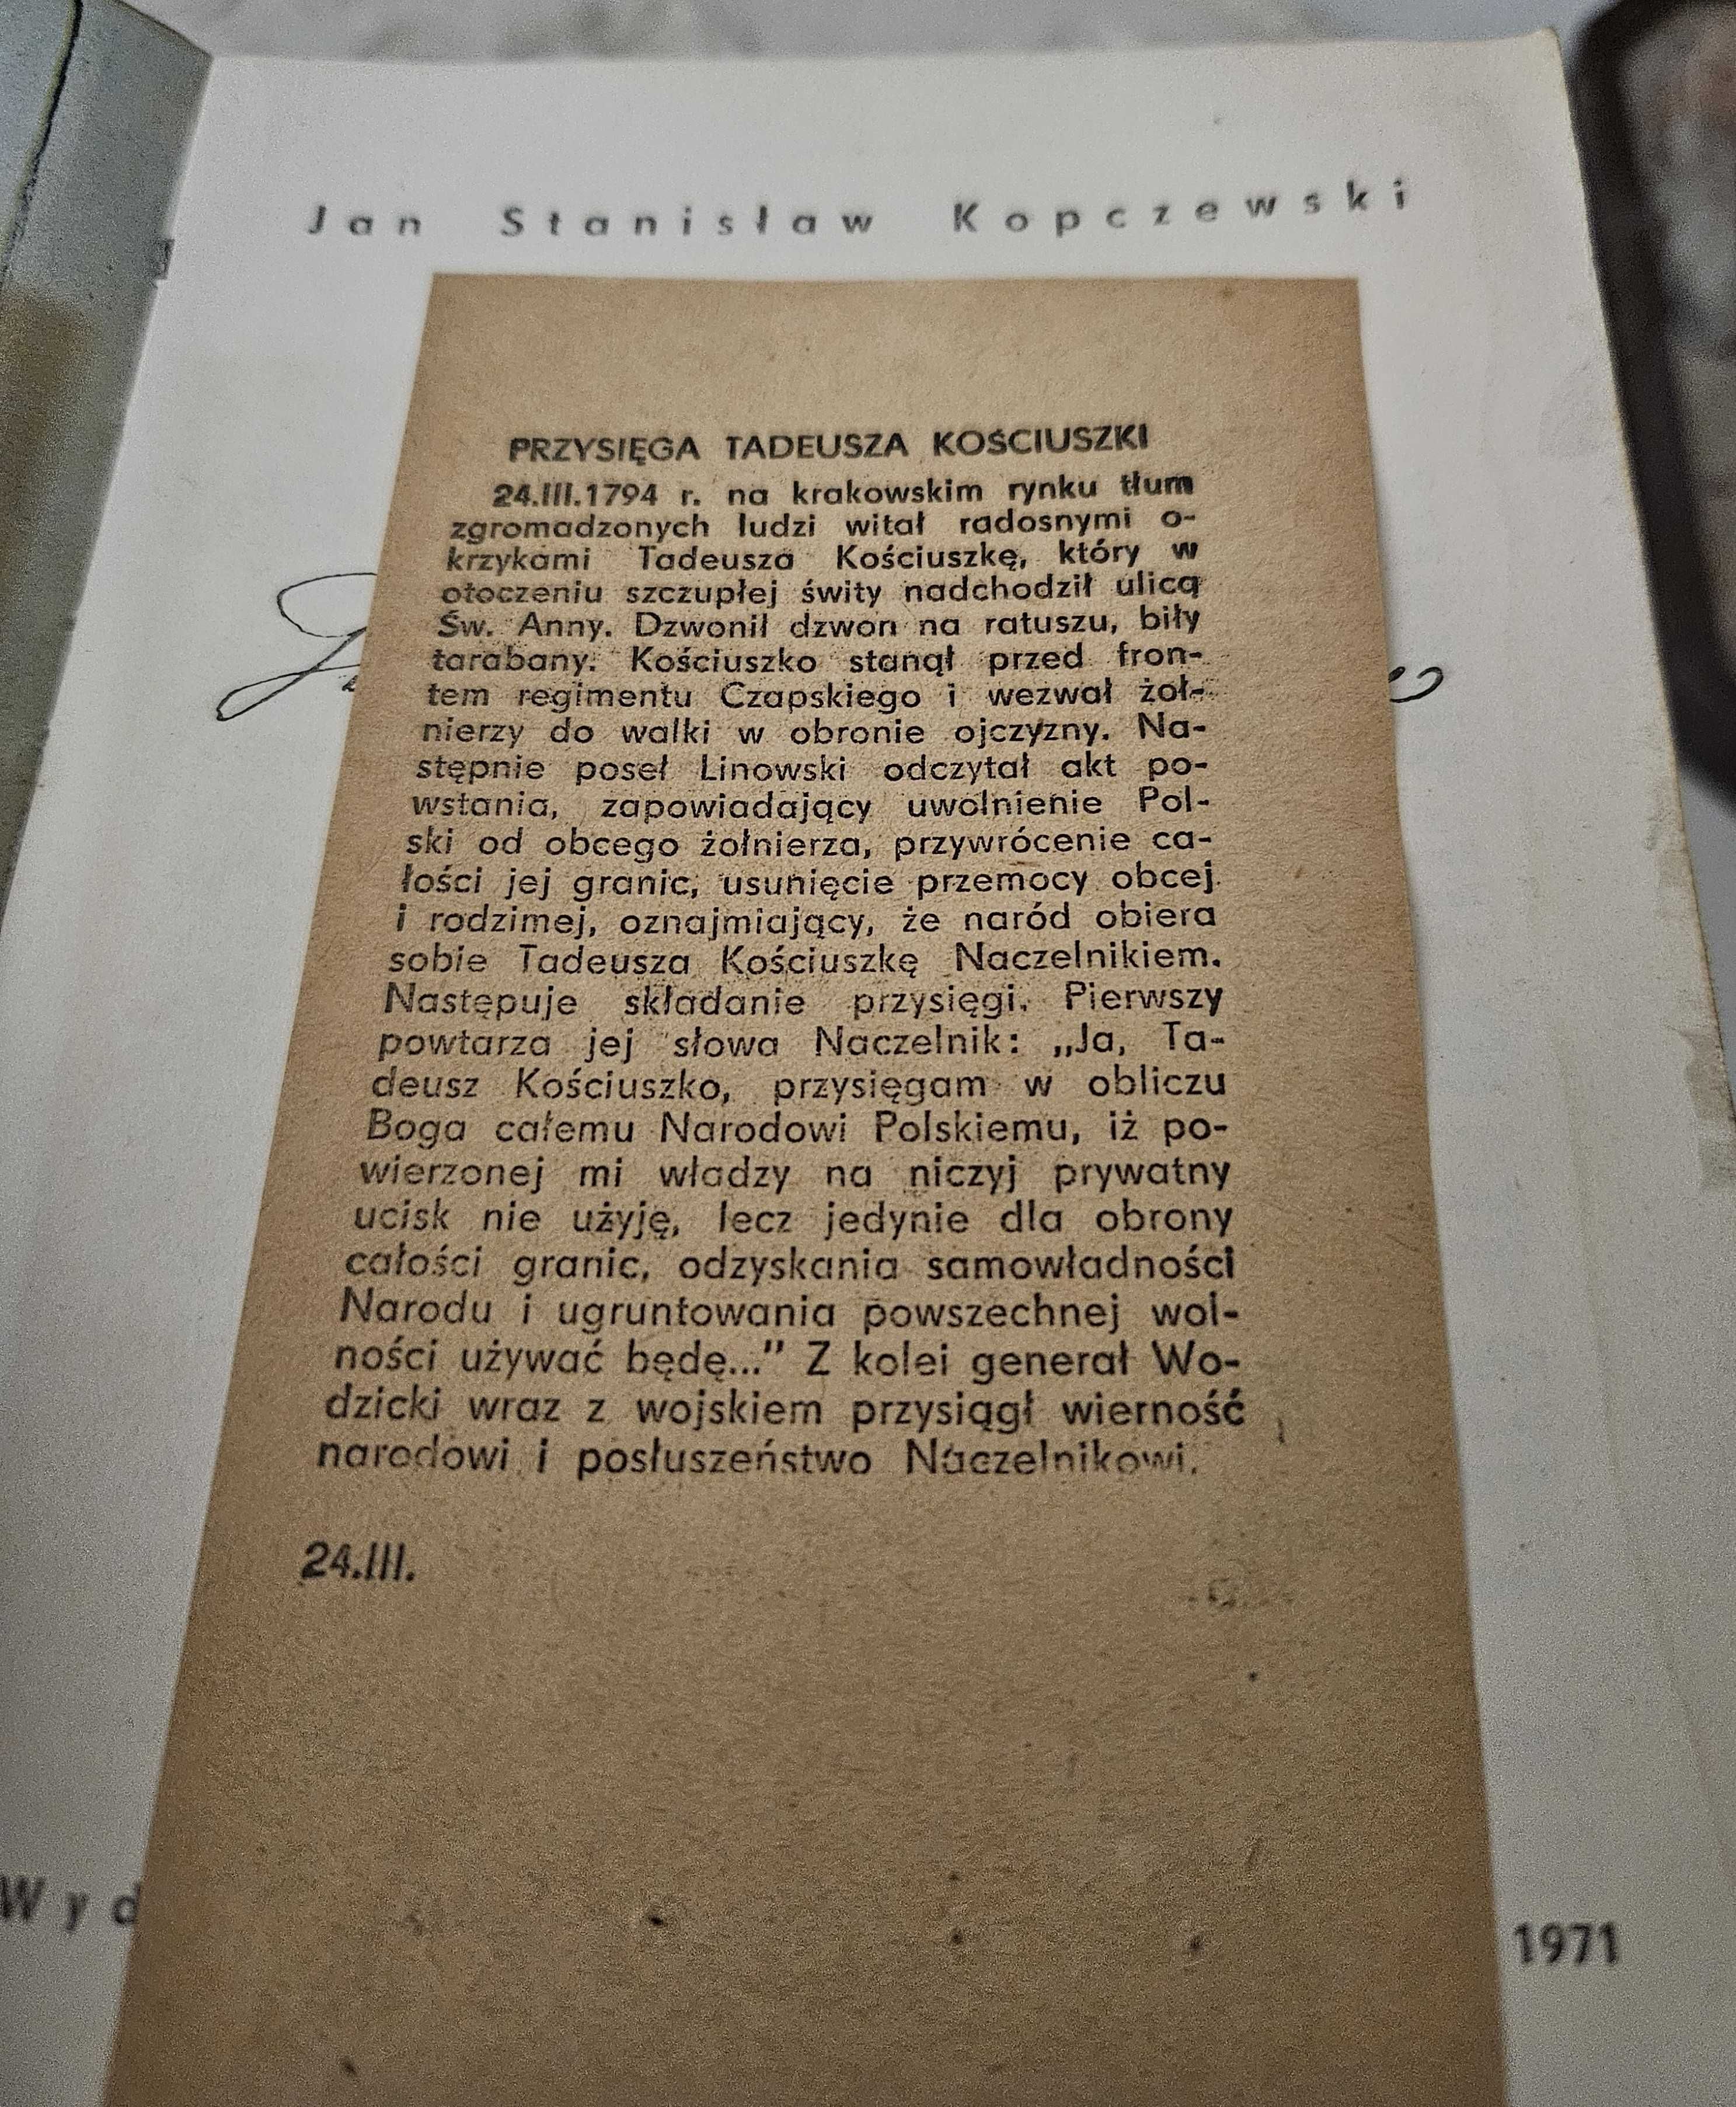 Jan Stanisław Kopczewski
PRZYSIĘGA TADEUSZA KOŚCIUSZKI
24.III.1794 r. na krakowskim rynku tłum
zgromadzonych ludzi witał radosnymi o-
krzykami Tadeusza Kościuszkę, który w
otoczeniu szczupłej świty nadchodził ulicą
Św. Anny. Dzwonił dzwon na ratuszu, biły
tarabany. Kościuszko stanął przed fron-
tem regimentu Czapskiego i wezwał żoł-
nierzy do walki w obronie ojczyzny. Na-
stępnie poseł Linowski odczytał akt po-
wstania, zapowiadający uwolnienie Pol-
ski od obcego żołnierza, przywrócenie ca-
łości jej granic, usunięcie przemocy obcej
i rodzimej, oznajmiający, że naród obiera
sobie Tadeusza Kościuszkę Naczelnikiem.
Następuje składanie przysięgi. Pierwszy
powtarza jej słowa Naczelnik: „Ja, Ta-
deusz Kościuszko, przysięgam w obliczu
Boga całemu Narodowi Polskiemu, iż po-
wierzonej mi władzy na niczyj prywatny
ucisk nie użyję, lecz jedynie dla obrony
całości granic, odzyskania samowładności
Narodu i ugruntowania powszechnej wol-
ności używać będę..." Z kolei generał Wo-
dzicki wraz z wojskiem przysiągł wierność
narodowi i posłuszeństwo Naczelnikowi.
24.III.
Wyd
1971